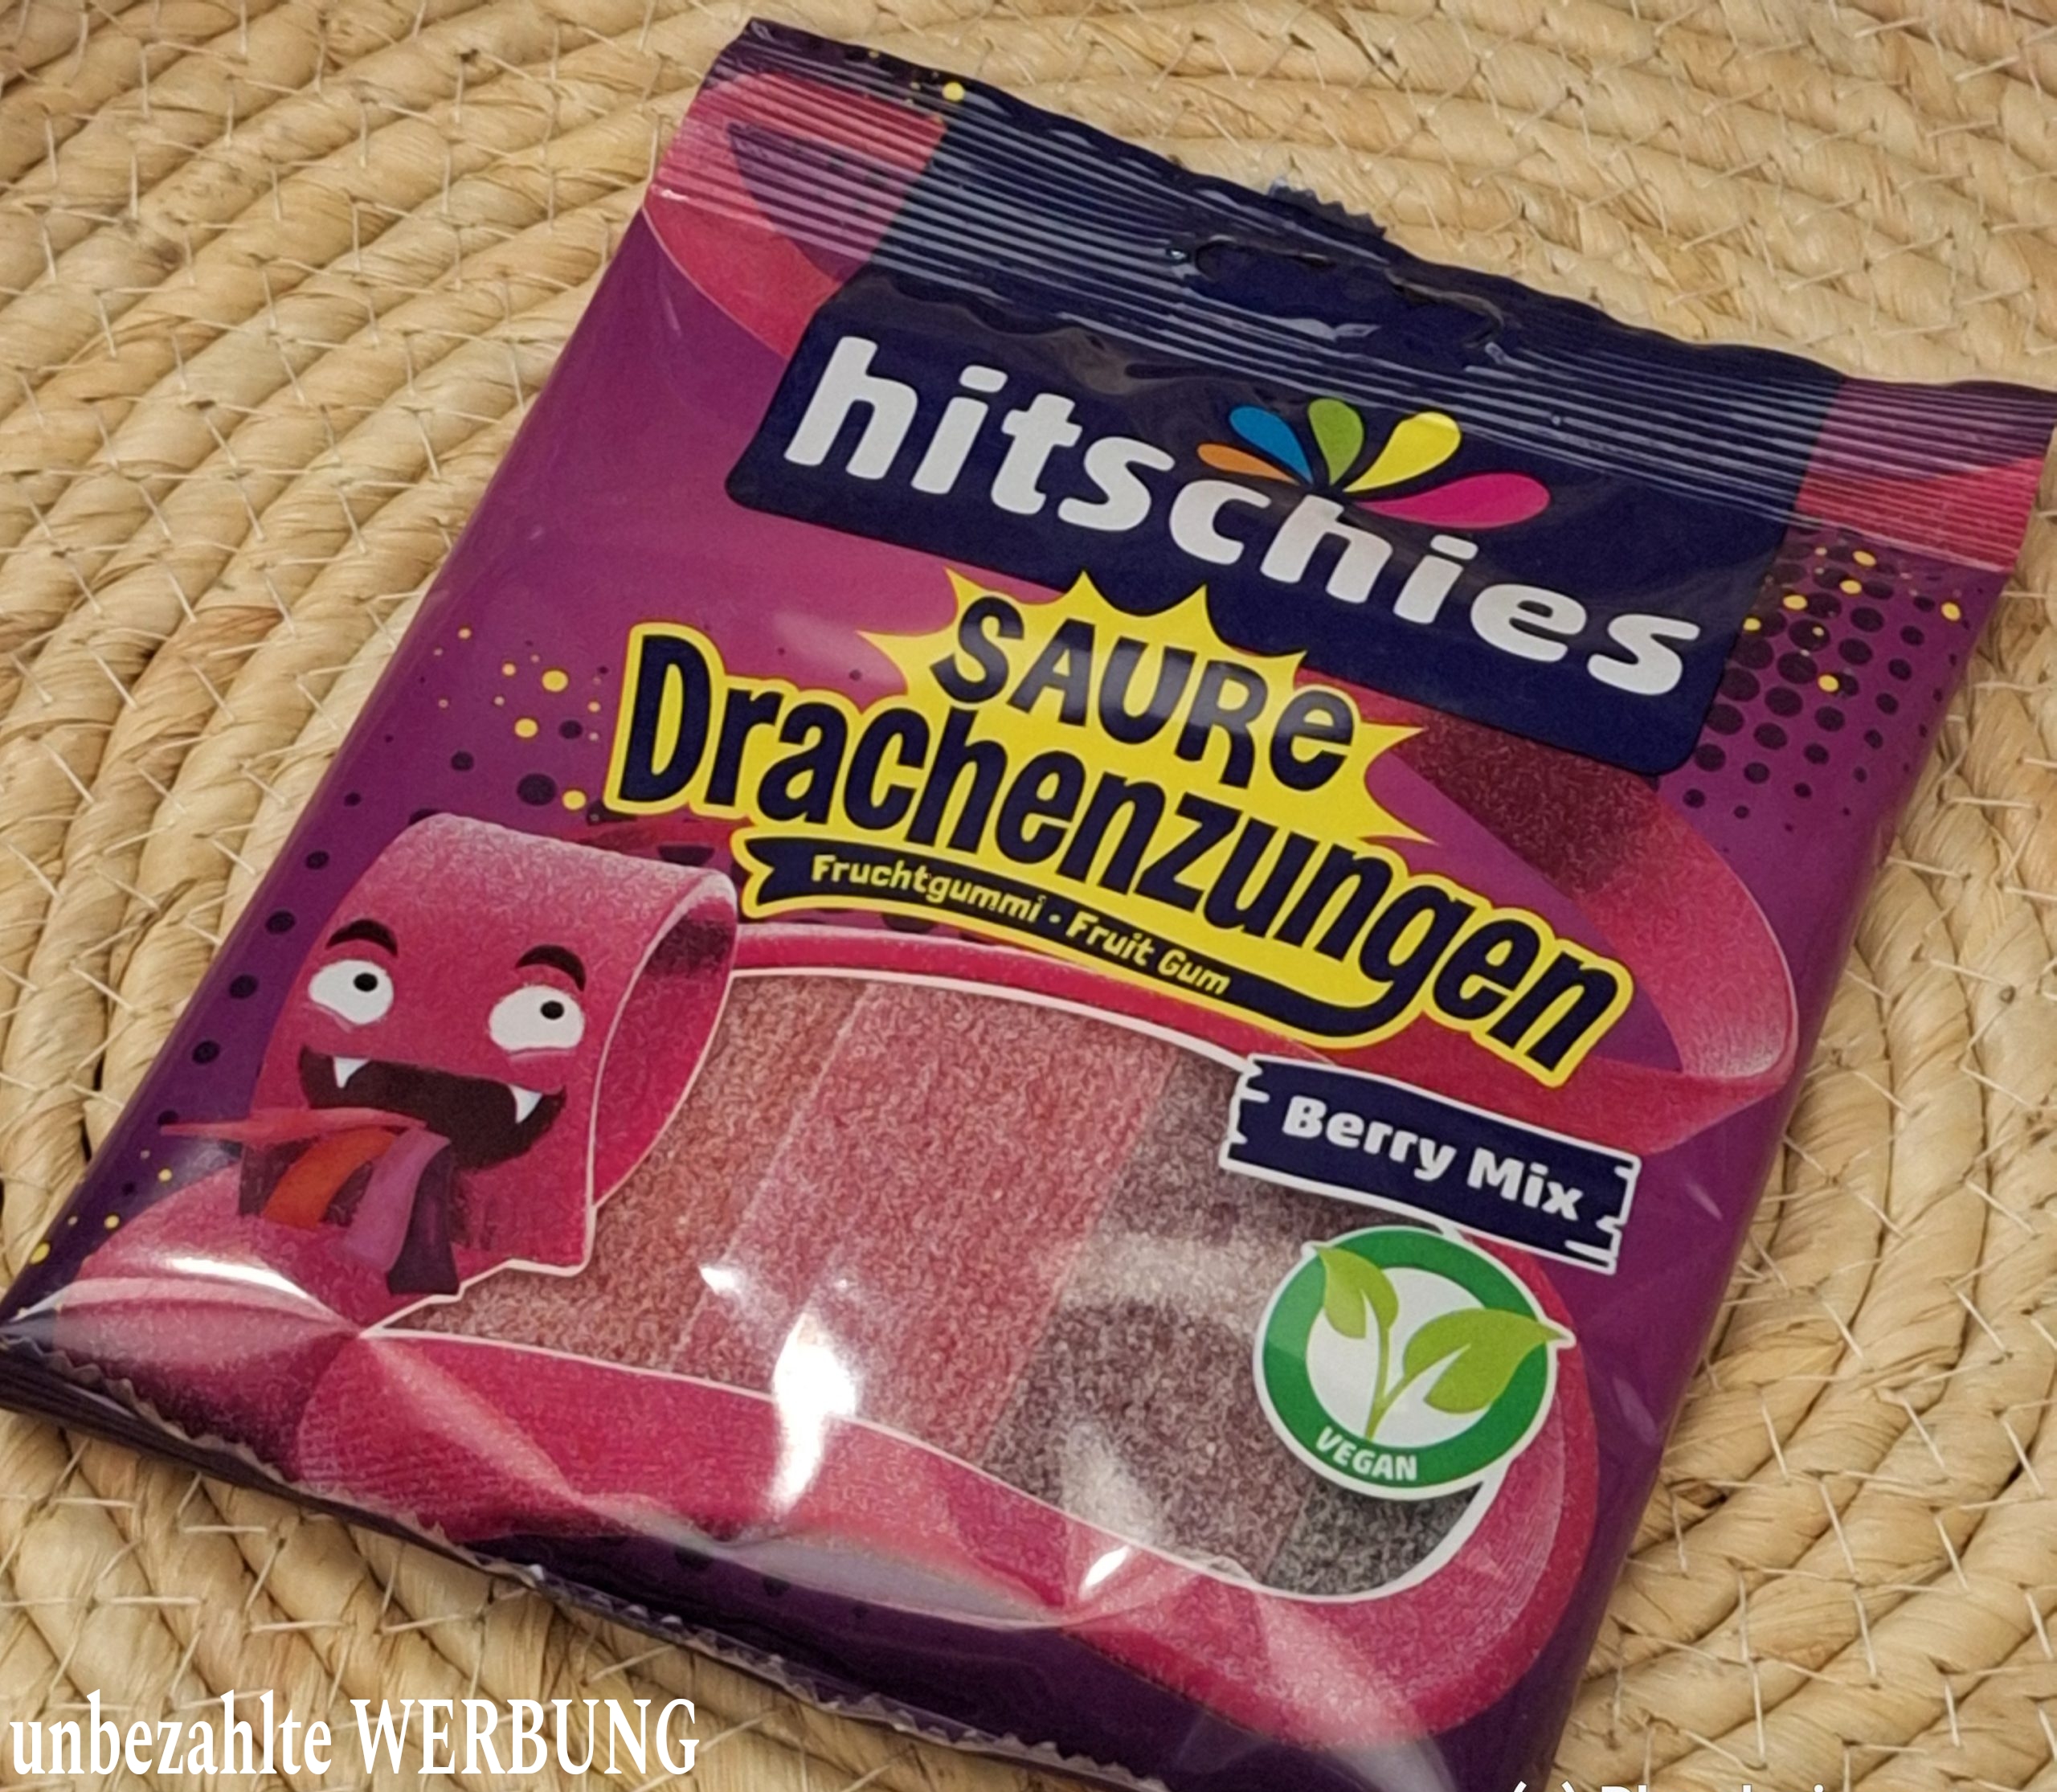 hitschies
SAURe
Drachenzungen
Fruchtgummi • Fruit Gum
Berry Mix
VEGAN
unbezahlte WERBUNG